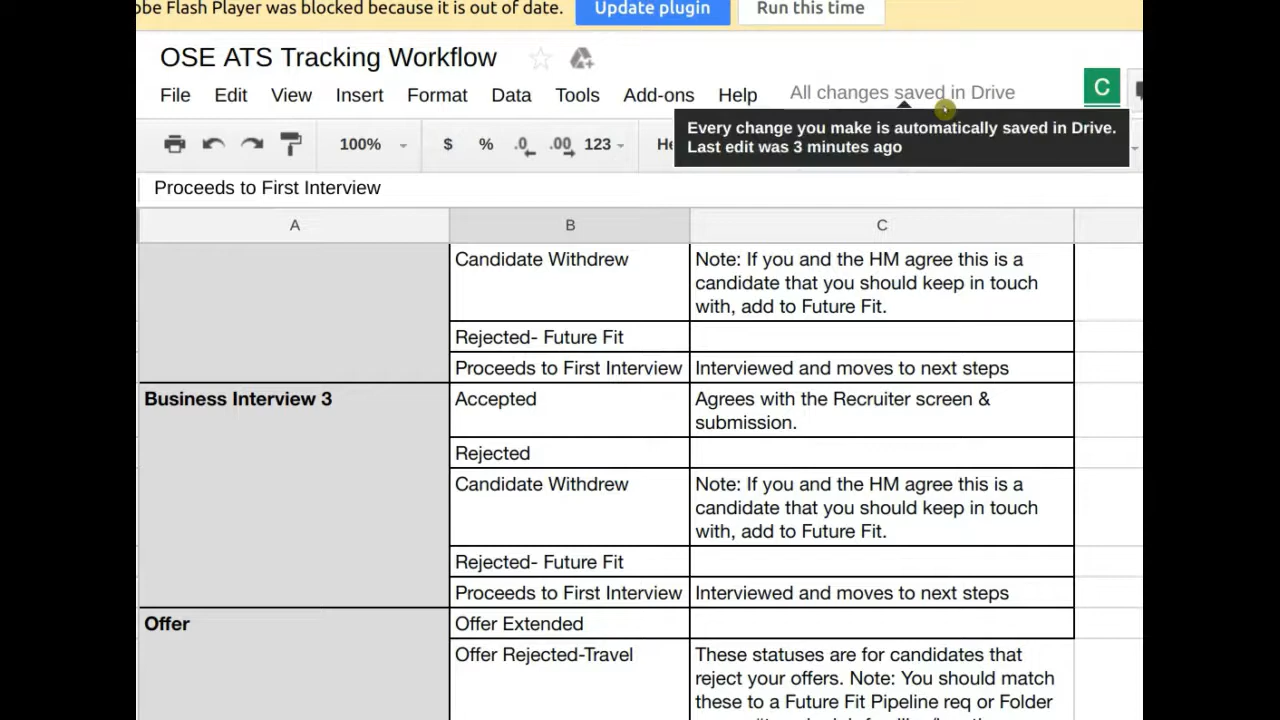 obe Flash Player was blocked because it is out of date. Update plugin Run this time
OSE ATS Tracking Workflow
File Edit View Insert Format Data Tools Add-ons Help All changes saved in Drive C
Every change you make is automatically saved in Drive.
Last edit was 3 minutes ago
100% $ % .0 .00 123 He
Proceeds to First Interview
A B C
Candidate Withdrew Note: If you and the HM agree this is a
candidate that you should keep in touch
with, add to Future Fit.
Rejected- Future Fit
Proceeds to First Interview Interviewed and moves to next steps
Business Interview 3 Accepted Agrees with the Recruiter screen &
submission.
Rejected
Candidate Withdrew Note: If you and the HM agree this is a
candidate that you should keep in touch
with, add to Future Fit.
Rejected- Future Fit
Proceeds to First Interview Interviewed and moves to next steps
Offer Offer Extended
Offer Rejected-Travel These statuses are for candidates that
reject your offers. Note: You should match
these to a Future Fit Pipeline req or Folder